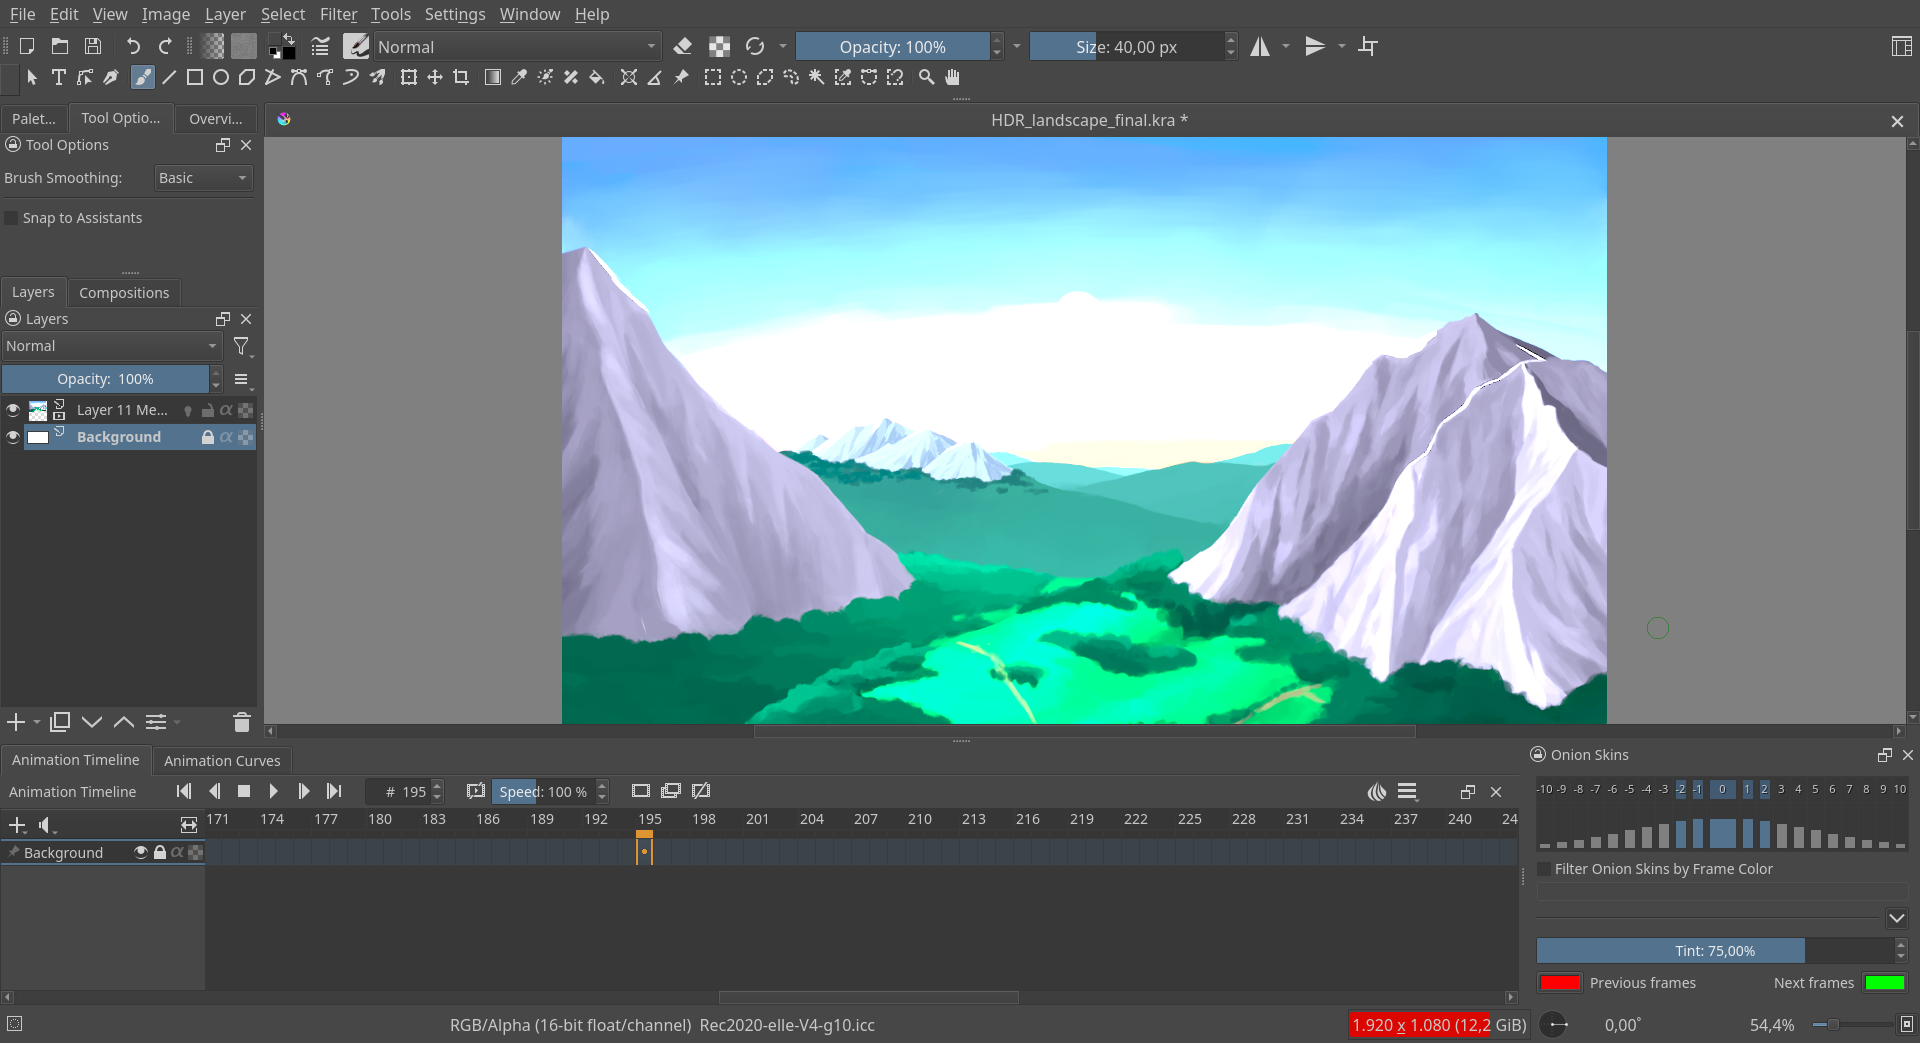 File Edit View Image Layer Select Filter Tools Settings Window Help
Normal Opacity: 100% Size: 40,00 px
Palet... Tool Optio... Overvi...
HDR_landscape_final.kra *
Tool Options
Brush Smoothing: Basic
Snap to Assistants
Layers Compositions
Layers
Normal
Opacity: 100%
Layer 11 Me...
Background
Animation Timeline Animation Curves
Animation Timeline # 195 Speed: 100 %
171 174 177 180 183 186 189 192 195 198 201 204 207 210 213 216 219 222 225 228 231 234 237 240 24
Background
Onion Skins
-10 -9 -8 -7 -6 -5 -4 -3 -2 -1 0 1 2 3 4 5 6 7 8 9 10
Filter Onion Skins by Frame Color
Tint: 75,00%
Previous frames Next frames
RGB/Alpha (16-bit float/channel) Rec2020-elle-V4-g10.icc 1.920 x 1.080 (12,2 GiB) 0,00° 54,4%